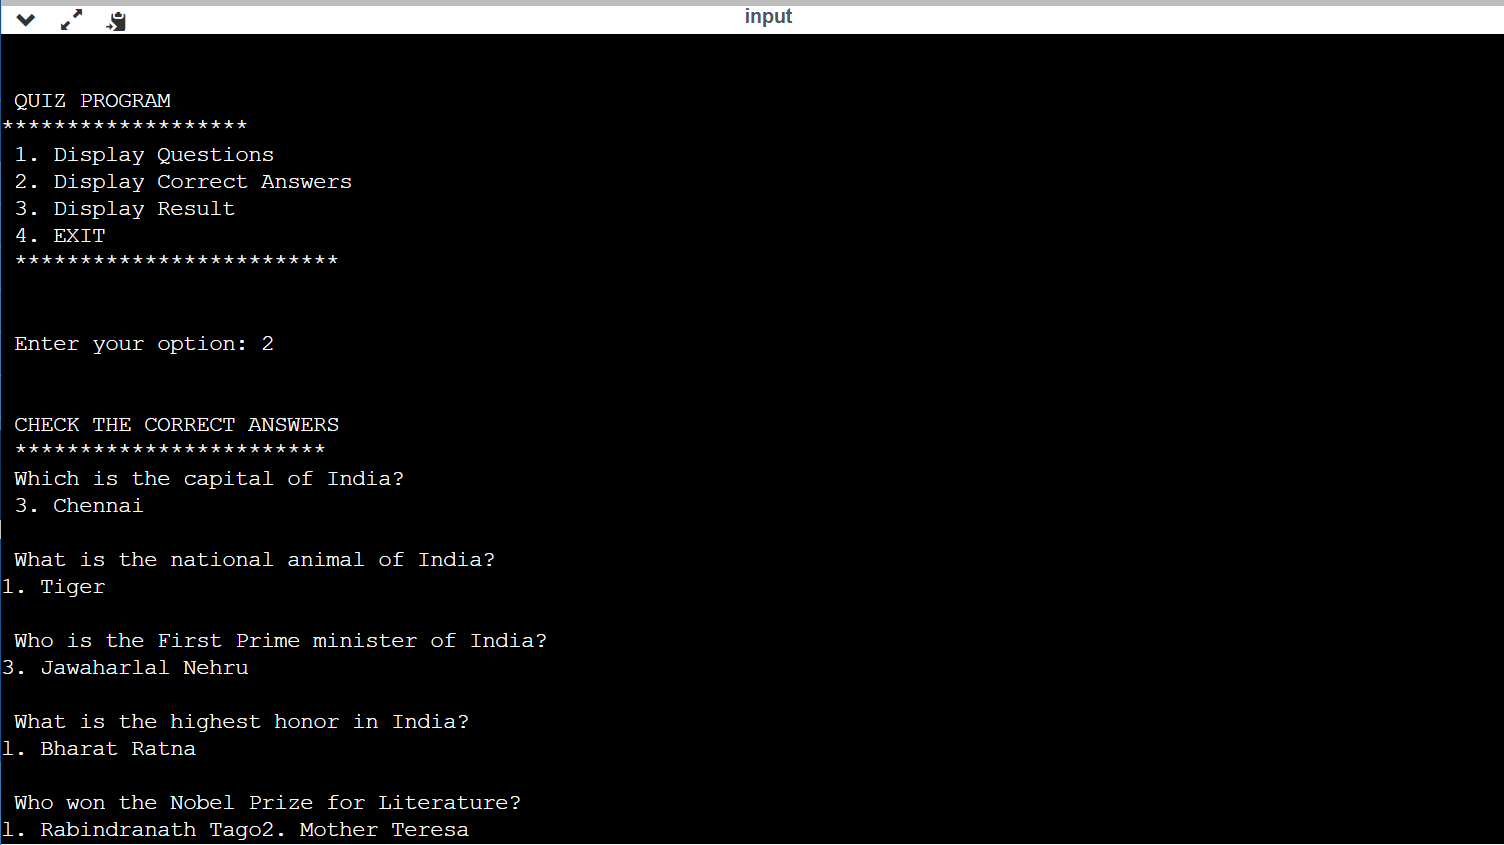 input
QUIZ PROGRAM
*******************
1. Display Questions
2. Display Correct Answers
3. Display Result
4. EXIT
*************************
Enter your option: 2
CHECK THE CORRECT ANSWERS
************************
Which is the capital of India?
3. Chennai
What is the national animal of India?
1. Tiger
Who is the First Prime minister of India?
3. Jawaharlal Nehru
What is the highest honor in India?
l. Bharat Ratna
Who won the Nobel Prize for Literature?
l. Rabindranath Tago2. Mother Teresa